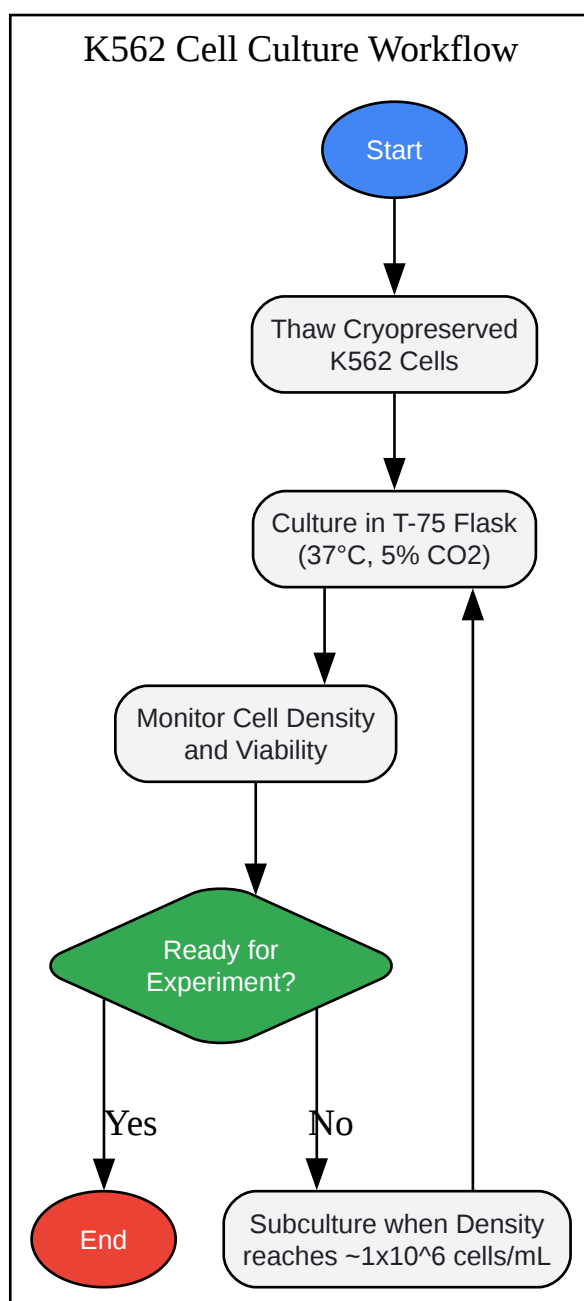 K562 Cell Culture Workflow
Start
Thaw Cryopreserved
K562 Cells
Culture in T-75 Flask
(37°C, 5% CO2)
Monitor Cell Density
and Viability
Ready for
Experiment?
Yes
No
End
Subculture when Density
reaches ~1x10^6 cells/mL